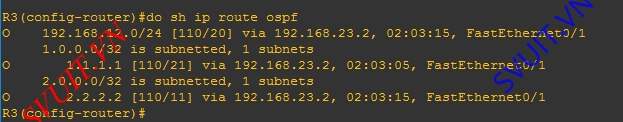 R3(config-router)#do sh ip route ospf
O 192.168.12.0/24 [110/20] via 192.168.23.2, 02:03:15, FastEthernet0/1
1.0.0.0/32 is subnetted, 1 subnets
O 1.1.1.1 [110/21] via 192.168.23.2, 02:03:05, FastEthernet0/1
2.0.0.0/32 is subnetted, 1 subnets
O 2.2.2.2 [110/11] via 192.168.23.2, 02:03:15, FastEthernet0/1
R3(config-router)#
SVUIT.VN
SVUIT.VN